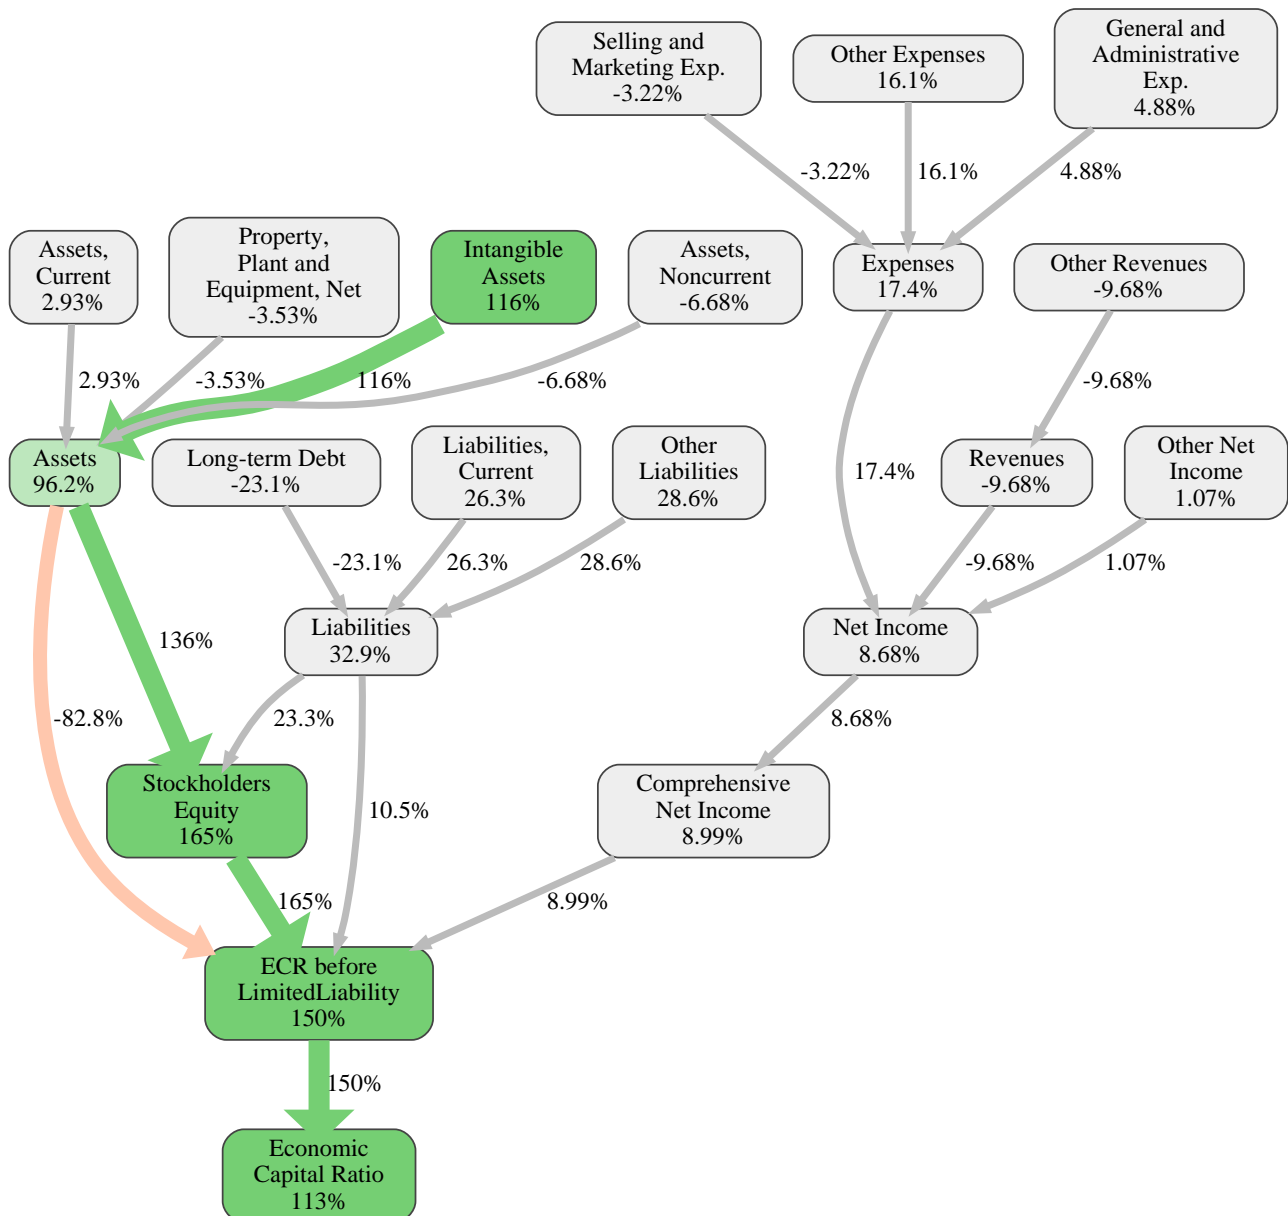 Selling and
Marketing Exp.
-3.22%
Other Expenses
16.1%
General and
Administrative
Exp.
4.88%
-3.22%
16.1%
4.88%
Assets,
Current
2.93%
Property,
Plant and
Equipment, Net
-3.53%
Intangible
Assets
116%
Assets,
Noncurrent
-6.68%
Expenses
17.4%
Other Revenues
-9.68%
2.93%
-3.53%
116%
-6.68%
-9.68%
Assets
96.2%
Long-term Debt
-23.1%
Liabilities,
Current
26.3%
Other
Liabilities
28.6%
17.4%
Revenues
-9.68%
Other Net
Income
1.07%
-23.1%
26.3%
28.6%
-9.68%
1.07%
136%
Liabilities
32.9%
Net Income
8.68%
-82.8%
23.3%
8.68%
Stockholders
Equity
165%
10.5%
Comprehensive
Net Income
8.99%
165%
8.99%
ECR before
LimitedLiability
150%
150%
Economic
Capital Ratio
113%